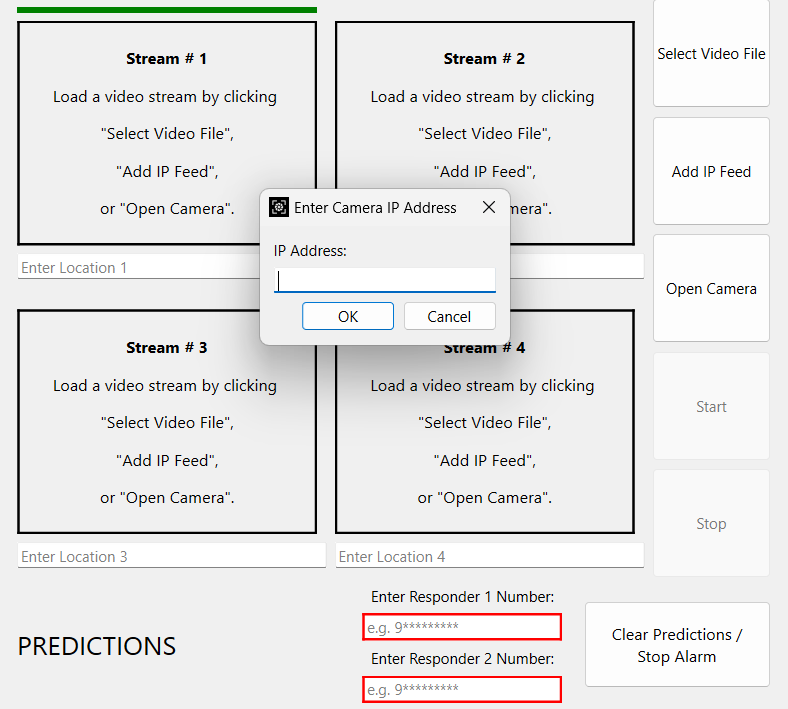 Stream # 1
Load a video stream by clicking
"Select Video File",
"Add IP Feed",
or "Open Camera".
Enter Location 1
Stream # 2
Load a video stream by clicking
"Select Video File",
"Add IP Feed",
Enter Camera IP Address
IP Address:
OK
Cancel
Stream # 3
Load a video stream by clicking
"Select Video File",
"Add IP Feed",
or "Open Camera".
Enter Location 3
Stream # 4
Load a video stream by clicking
"Select Video File",
"Add IP Feed",
or "Open Camera".
Enter Location 4
Select Video File
Add IP Feed
Open Camera
Start
Stop
PREDICTIONS
Enter Responder 1 Number:
e.g. 9*********
Enter Responder 2 Number:
e.g. 9*********
Clear Predictions /
Stop Alarm